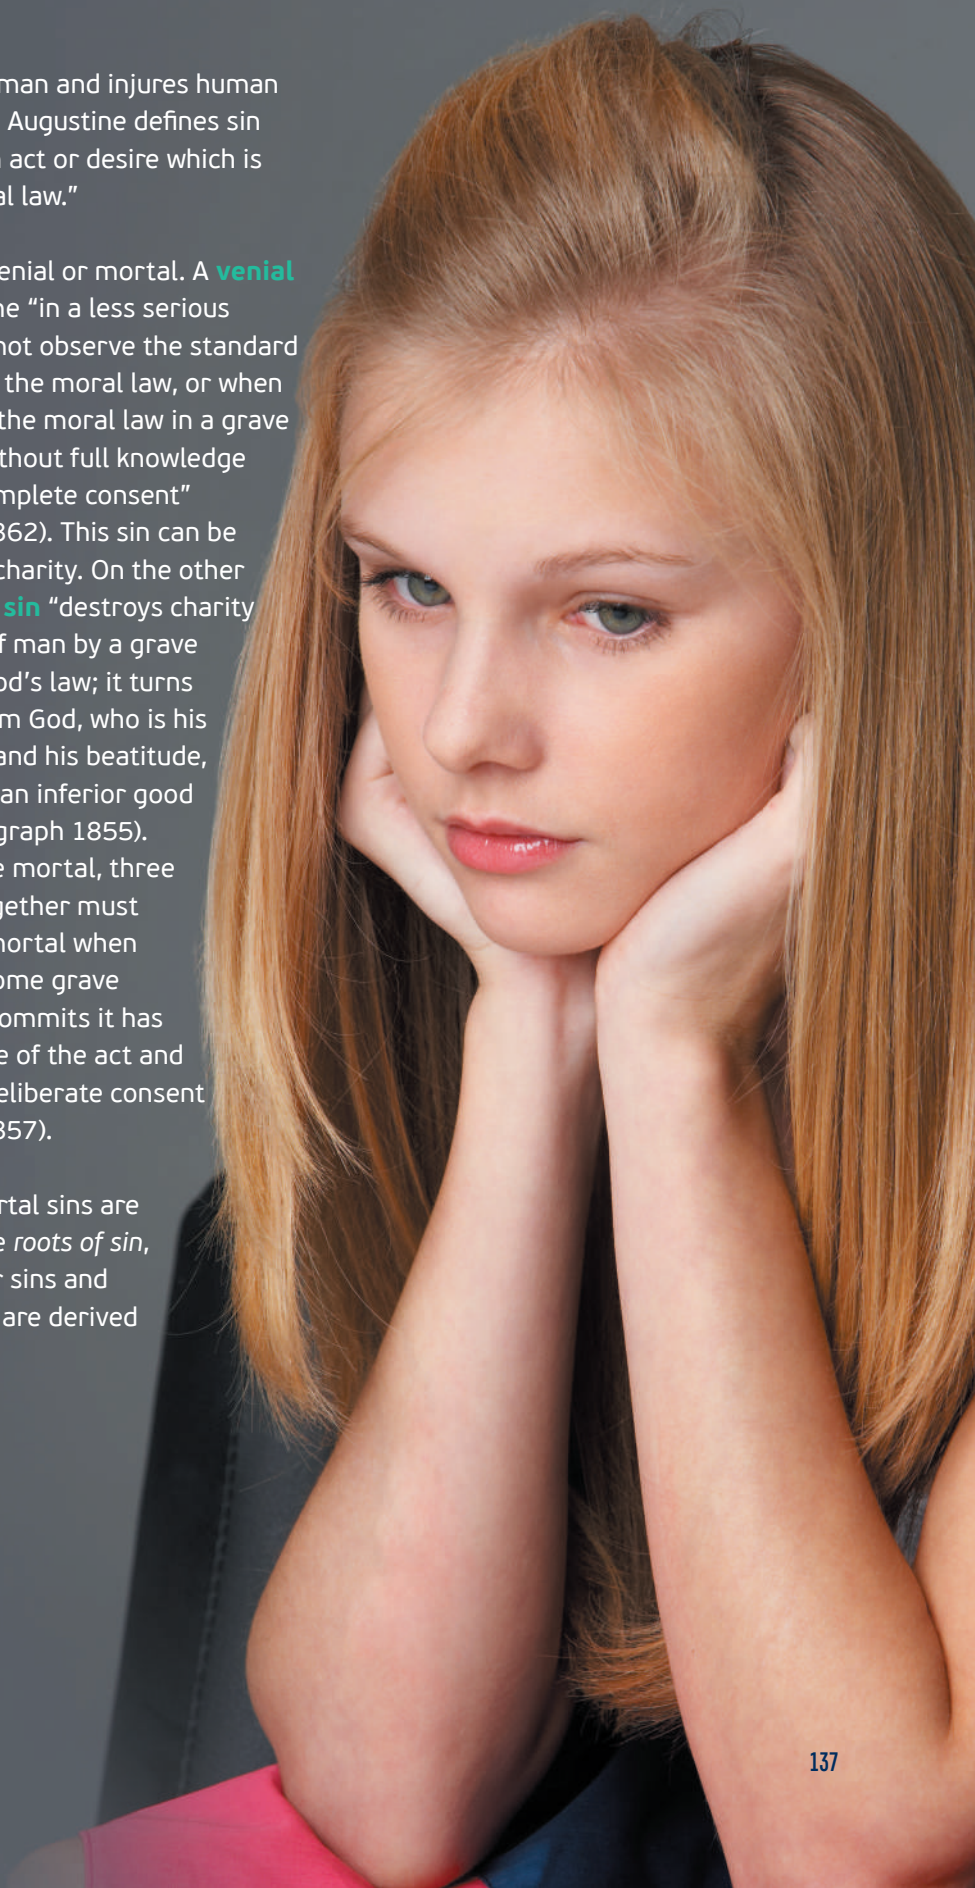 man and injures human
Augustine defines sin
act or desire which is
al law."
enial or mortal. A venial
ne "in a less serious
not observe the standard
the moral law, or when
the moral law in a grave
ithout full knowledge
mplete consent"
362). This sin can be
charity. On the other
sin "destroys charity
f man by a grave
od's law; it turns
m God, who is his
and his beatitude,
an inferior good
graph 1855).
e mortal, three
gether must
mortal when
ome grave
ommits it has
e of the act and
eliberate consent
357).
rtal sins are
e roots of sin,
r sins and
are derived
137